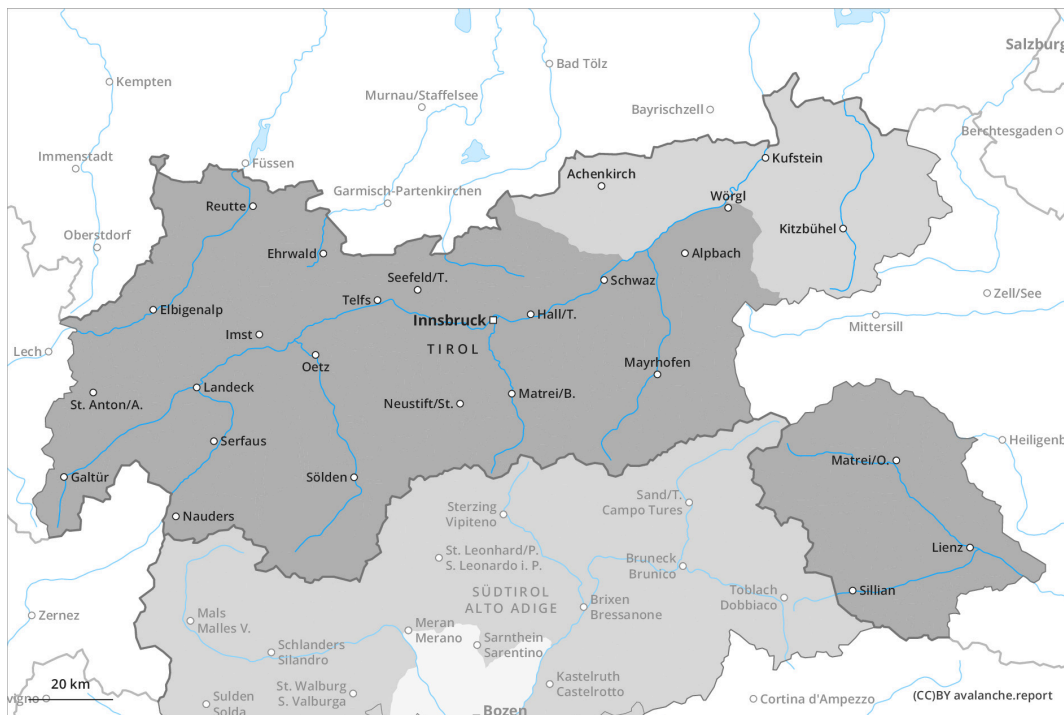 Salzburg
Kempten
Bad Tölz
Murnau/Staffelsee
Bayrischzell
Berchtesgaden
Immenstadt
Füssen
Kufstein
Garmisch-Partenkirchen
Achenkirch
Reutte
Wörgl
Oberstdorf
Kitzbühel
Ehrwald
Alpbach
Seefeld/T.
Schwaz
Zell/See
Telfs
Elbigenalp
Innsbruck
Hall/T.
Mittersill
Imst
TIROL
Lech
Oetz
Mayrhofen
Landeck
St. Anton/A.
Neustift/St.
Matrei/B.
Serfaus
Heiligenb
Matrei/O.
Galtür
Sölden
Sand/T.
Campo Tures
Sterzing
Vipiteno
Nauders
Lienz
St. Leonhard/P.
S. Leonardo i. P.
Bruneck
Brunico
SÜDTIROL
ALTO ADIGE
Sillian
Toblach
Dobbiaco
Brixen
Bressanone
Zernez
Mals
Malles V.
Meran
Merano
Sarnthein
Sarentino
Schlanders
Silandro
Kastelruth
Castelrotto
20 km
vigno
St. Walburg
S. Valburga
Sulden
Solda
Cortina d'Ampezzo
(CC)BY avalanche.report
Bozen